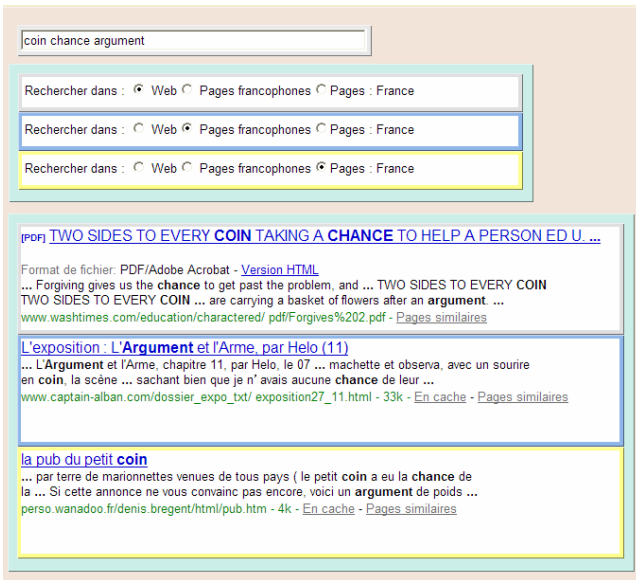 coin chance argument
Rechercher dans : Web Pages francophones Pages : France
Rechercher dans : Web Pages francophones Pages : France
Rechercher dans : Web Pages francophones Pages : France
[PDF] TWO SIDES TO EVERY COIN TAKING A CHANCE TO HELP A PERSON ED U. ...
Format de fichier: PDF/Adobe Acrobat - Version HTML
... Forgiving gives us the chance to get past the problem, and ... TWO SIDES TO EVERY COIN
TWO SIDES TO EVERY COIN ... are carrying a basket of flowers after an argument. ...
www.washtimes.com/education/charactered/ pdf/Forgives%202.pdf - Pages similaires
L'exposition : L'Argument et l'Arme, par Helo (11)
... L'Argument et l'Arme, chapitre 11, par Helo, le 07 ... machette et observa, avec un sourire
en coin, la scène ... sachant bien que je n' avais aucune chance de leur ...
www.captain-alban.com/dossier_expo_txt/ exposition27_11.html - 33k - En cache - Pages similaires
la pub du petit coin
... par terre de marionnettes venues de tous pays ( le petit coin a eu la chance de
la ... Si cette annonce ne vous convainc pas encore, voici un argument de poids ...
perso.wanadoo.fr/denis.bregent/html/pub.htm - 4k - En cache - Pages similaires